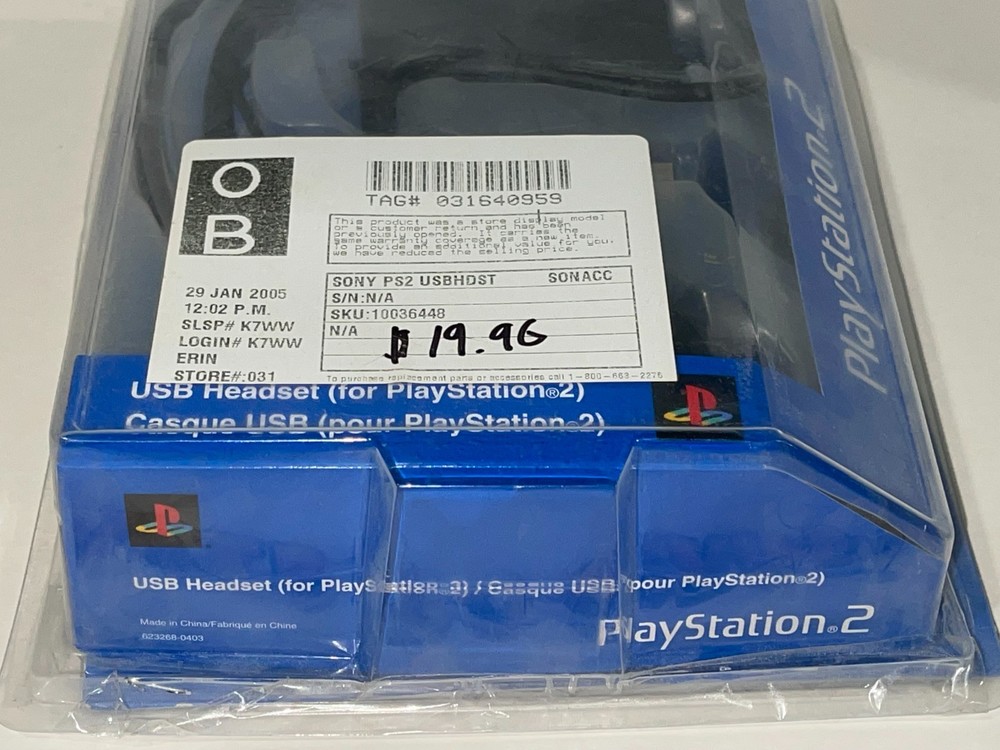 O
B
TAG# 031640959
This product was a store display model
or a customer return and has been
previously opened. It carries the
same warranty coverage as a new item.
To provide an additional value for you,
we have reduced the selling price.
SONY PS2 USBHDST SONACC
S/N:N/A
SKU:10036448
N/A
$ 19.96
29 JAN 2005
12:02 P.M.
SLSP# K7WW
LOGIN# K7WW
ERIN
STORE#:031
To purchase replacement parts or accessories call 1-800-663-2275
USB Headset (for PlayStation®2)
Casque USB (pour PlayStation®2)
PlayStation 2
USB Headset (for PlayStation®2) / Casque USB (pour PlayStation®2)
Made in China/Fabriqué en Chine
623268-0403
PlayStation®2